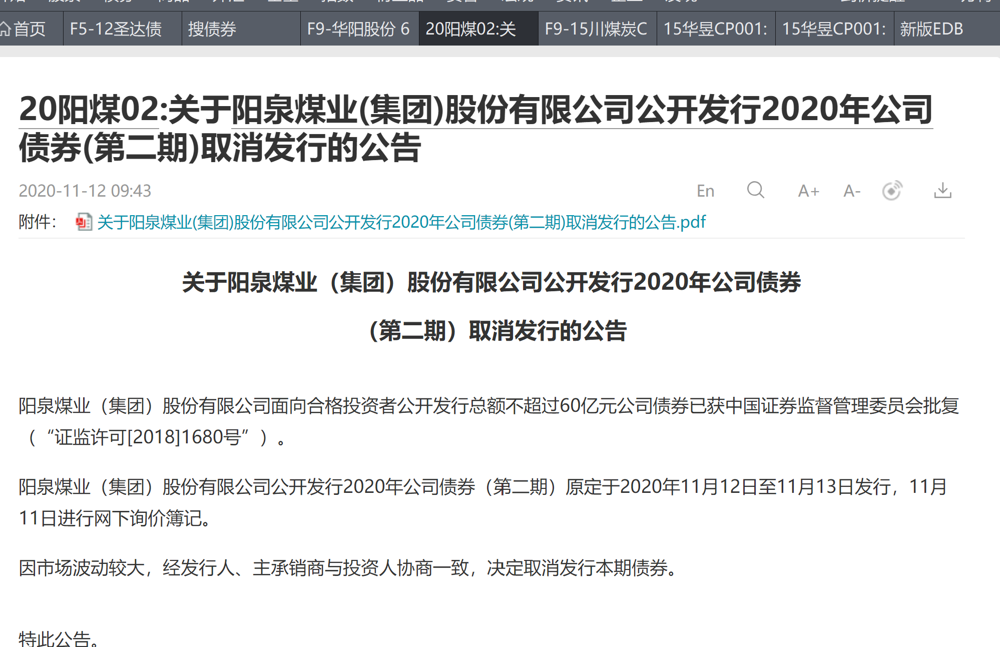 首页 F5-12圣达债 搜债券 F9-华阳股份 6 20阳煤02:关 F9-15川煤炭C 15华昱CP001: 15华昱CP001: 新版EDB
20阳煤02:关于阳泉煤业(集团)股份有限公司公开发行2020年公司
债券(第二期)取消发行的公告
2020-11-12 09:43 En A+ A-
附件： 关于阳泉煤业(集团)股份有限公司公开发行2020年公司债券(第二期)取消发行的公告.pdf
关于阳泉煤业（集团）股份有限公司公开发行2020年公司债券
（第二期）取消发行的公告
阳泉煤业（集团）股份有限公司面向合格投资者公开发行总额不超过60亿元公司债券已获中国证券监督管理委员会批复
（“证监许可[2018]1680号”）。
阳泉煤业（集团）股份有限公司公开发行2020年公司债券（第二期）原定于2020年11月12日至11月13日发行，11月
11日进行网下询价簿记。
因市场波动较大，经发行人、主承销商与投资人协商一致，决定取消发行本期债券。
特此公告。